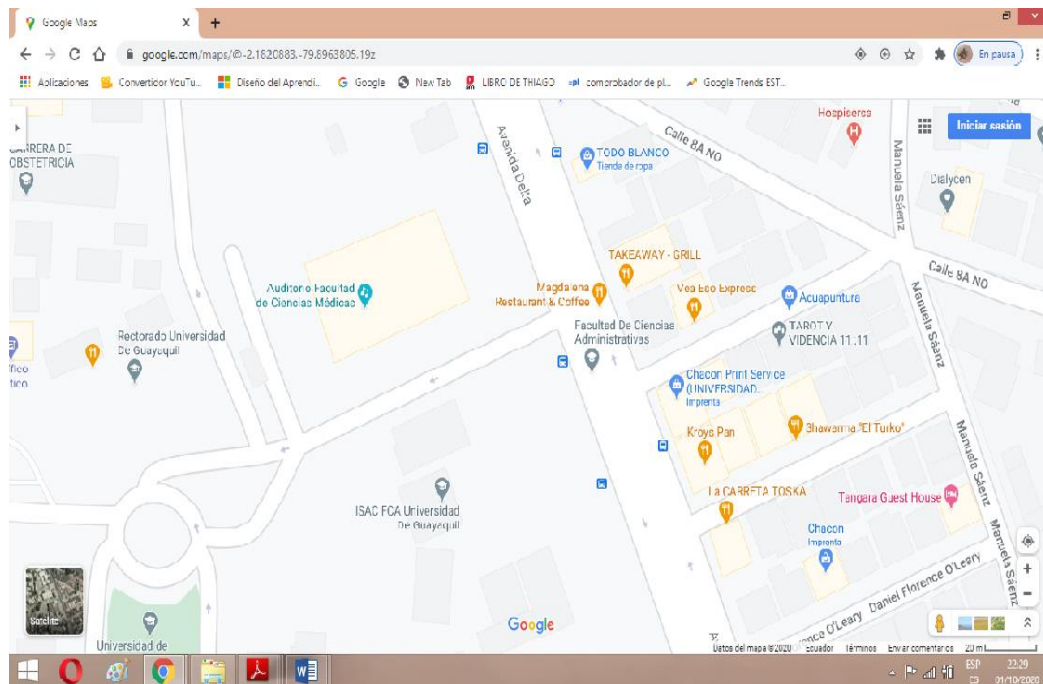 Google Maps
google.com/maps/@-2.1820883,-79.8963805,19z
En pausa
Aplicaciones
Convertidor YouTu...
Diseño del Aprendi...
Google
New Tab
LIBRO DE THIAGO
comprobador de pl...
Google Trends EST...
Hospiseros
Iniciar sesión
CARRERA DE
OBSTETRICIA
Avenida Delta
TODO BLANCO
Tienda de ropa
Calle 8A NO
Manuela Sáenz
Dialycen
TAKEAWAY - GRILL
Calle 8A NO
Auditorio Facultad
de Ciencias Médicas
Magdalena
Restaurant & Coffee
Vea Eco Express
Acuapuntura
Manuela Sáenz
Rectorado Universidad
De Guayaquil
Facultad De Ciencias
Administrativas
TAROT Y
VIDENCIA 11:11
Chacon Print Service
(UNIVERSIDAD...
Imprenta
Kroys Pan
Shawarma "El Turko"
Manuela Sáenz
La CARRETA TOSKA
Tangara Guest House
ISAC FCA Universidad
De Guayaquil
Chacon
Imprenta
Manuela Sáenz
Daniel Florence O'Leary
Satélite
Google
Universidad de
Datos del mapa ©2020
Ecuador
Términos
Enviar comentarios
20 m
ESP
22:29
01/10/2020